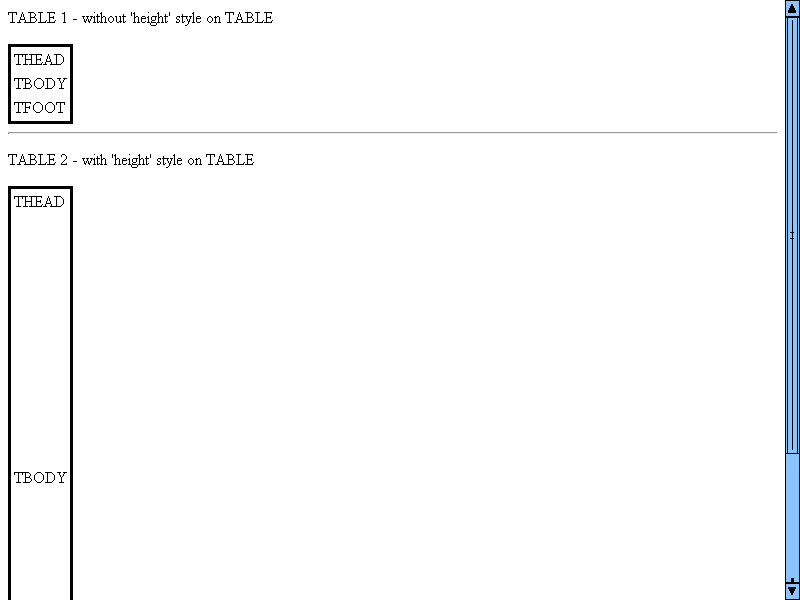 TABLE 1 - without 'height' style on TABLE
THEAD
TBODY
TFOOT
TABLE 2 - with 'height' style on TABLE
THEAD
TBODY